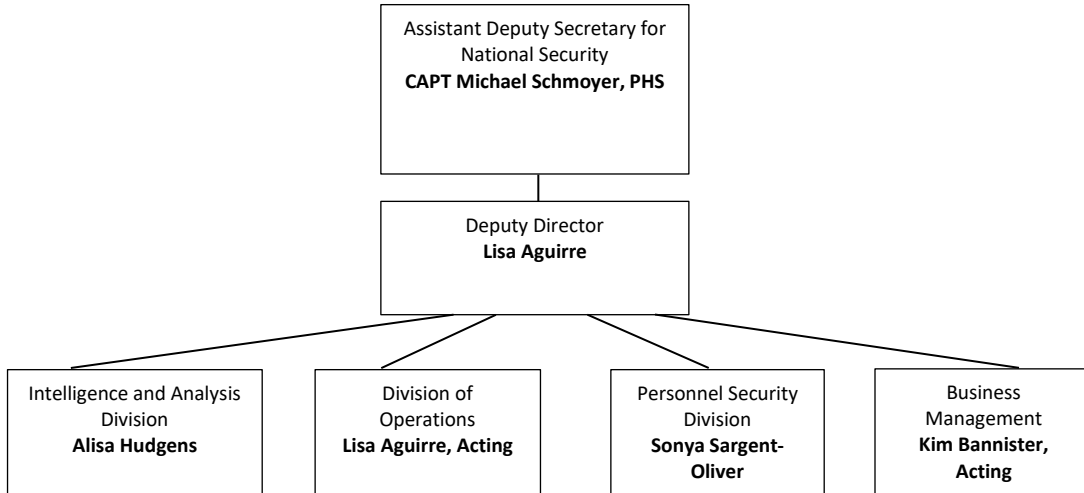 Assistant Deputy Secretary for
National Security
CAPT Michael Schmoyer, PHS
Deputy Director
Lisa Aguirre
Intelligence and Analysis
Division
Alisa Hudgens
Division of
Operations
Lisa Aguirre, Acting
Personnel Security
Division
Sonya Sargent-
Oliver
Business
Management
Kim Bannister,
Acting